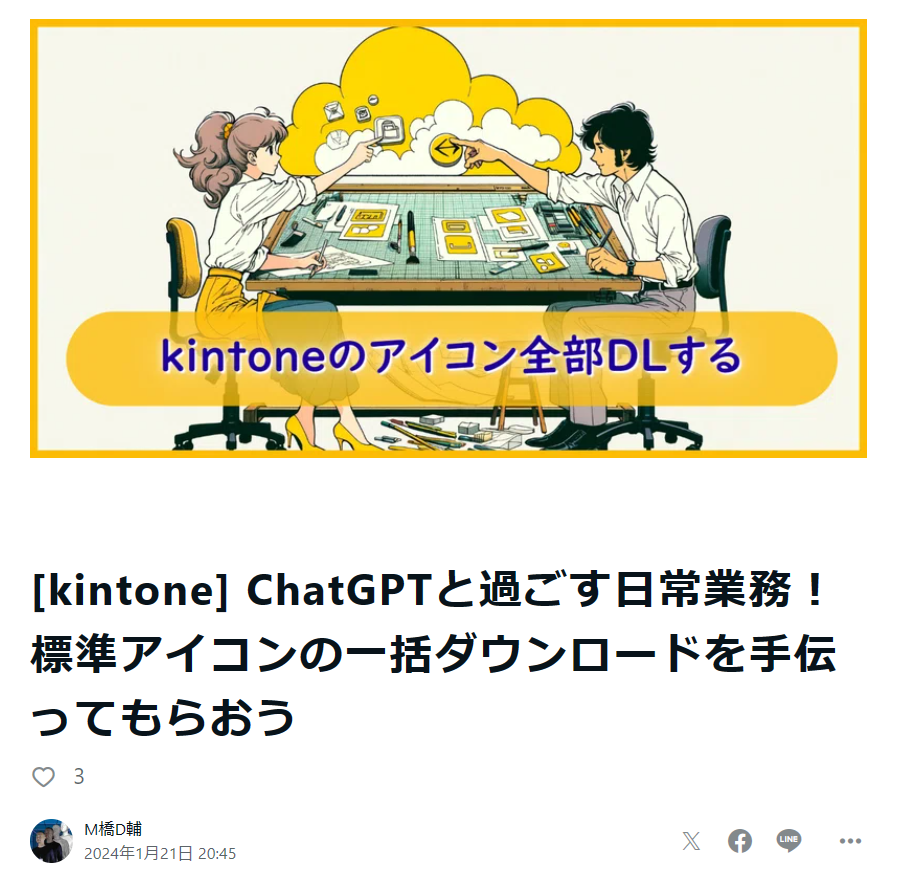 kintoneのアイコン全部DLする
[kintone] ChatGPTと過ごす日常業務！
標準アイコンの一括ダウンロードを手伝
ってもらおう
3
M橋D輔
2024年1月21日 20:45
LINE